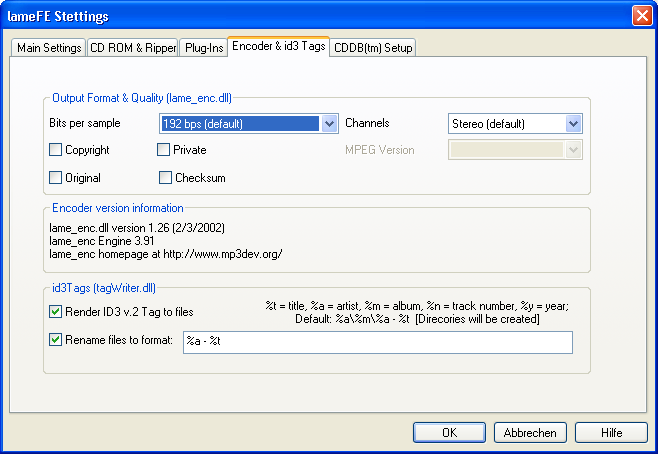 lameFE Stettings
Main Settings CD ROM & Ripper Plug-Ins Encoder & id3 Tags CDDB(tm) Setup
Output Format & Quality (lame_enc.dll)
Bits per sample 192 bps (default) Channels Stereo (default)
Copyright Private MPEG Version
Original Checksum
Encoder version information
lame_enc.dll version 1.26 (2/3/2002)
lame_enc Engine 3.91
lame_enc homepage at http://www.mp3dev.org/
id3Tags (tagWriter.dll)
Render ID3 v.2 Tag to files %t = title, %a = artist, %m = album, %n = track number, %y = year;
Default: %a\%m\%a - %t [Direcories will be created]
Rename files to format: %a - %t
OK Abbrechen Hilfe